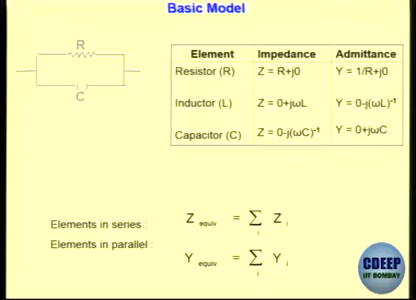 Basic Model
R
C
Element Impedance Admittance
Resistor (R) Z = R+j0 Y = 1/R+j0
Inductor (L) Z = 0+jωL Y = 0-j(ωL)⁻¹
Capacitor (C) Z = 0-j(ωC)⁻¹ Y = 0+jωC
Elements in series : Z equiv = ∑ i Z i
Elements in parallel : Y equiv = ∑ i Y i
CDEEP
IIT BOMBAY